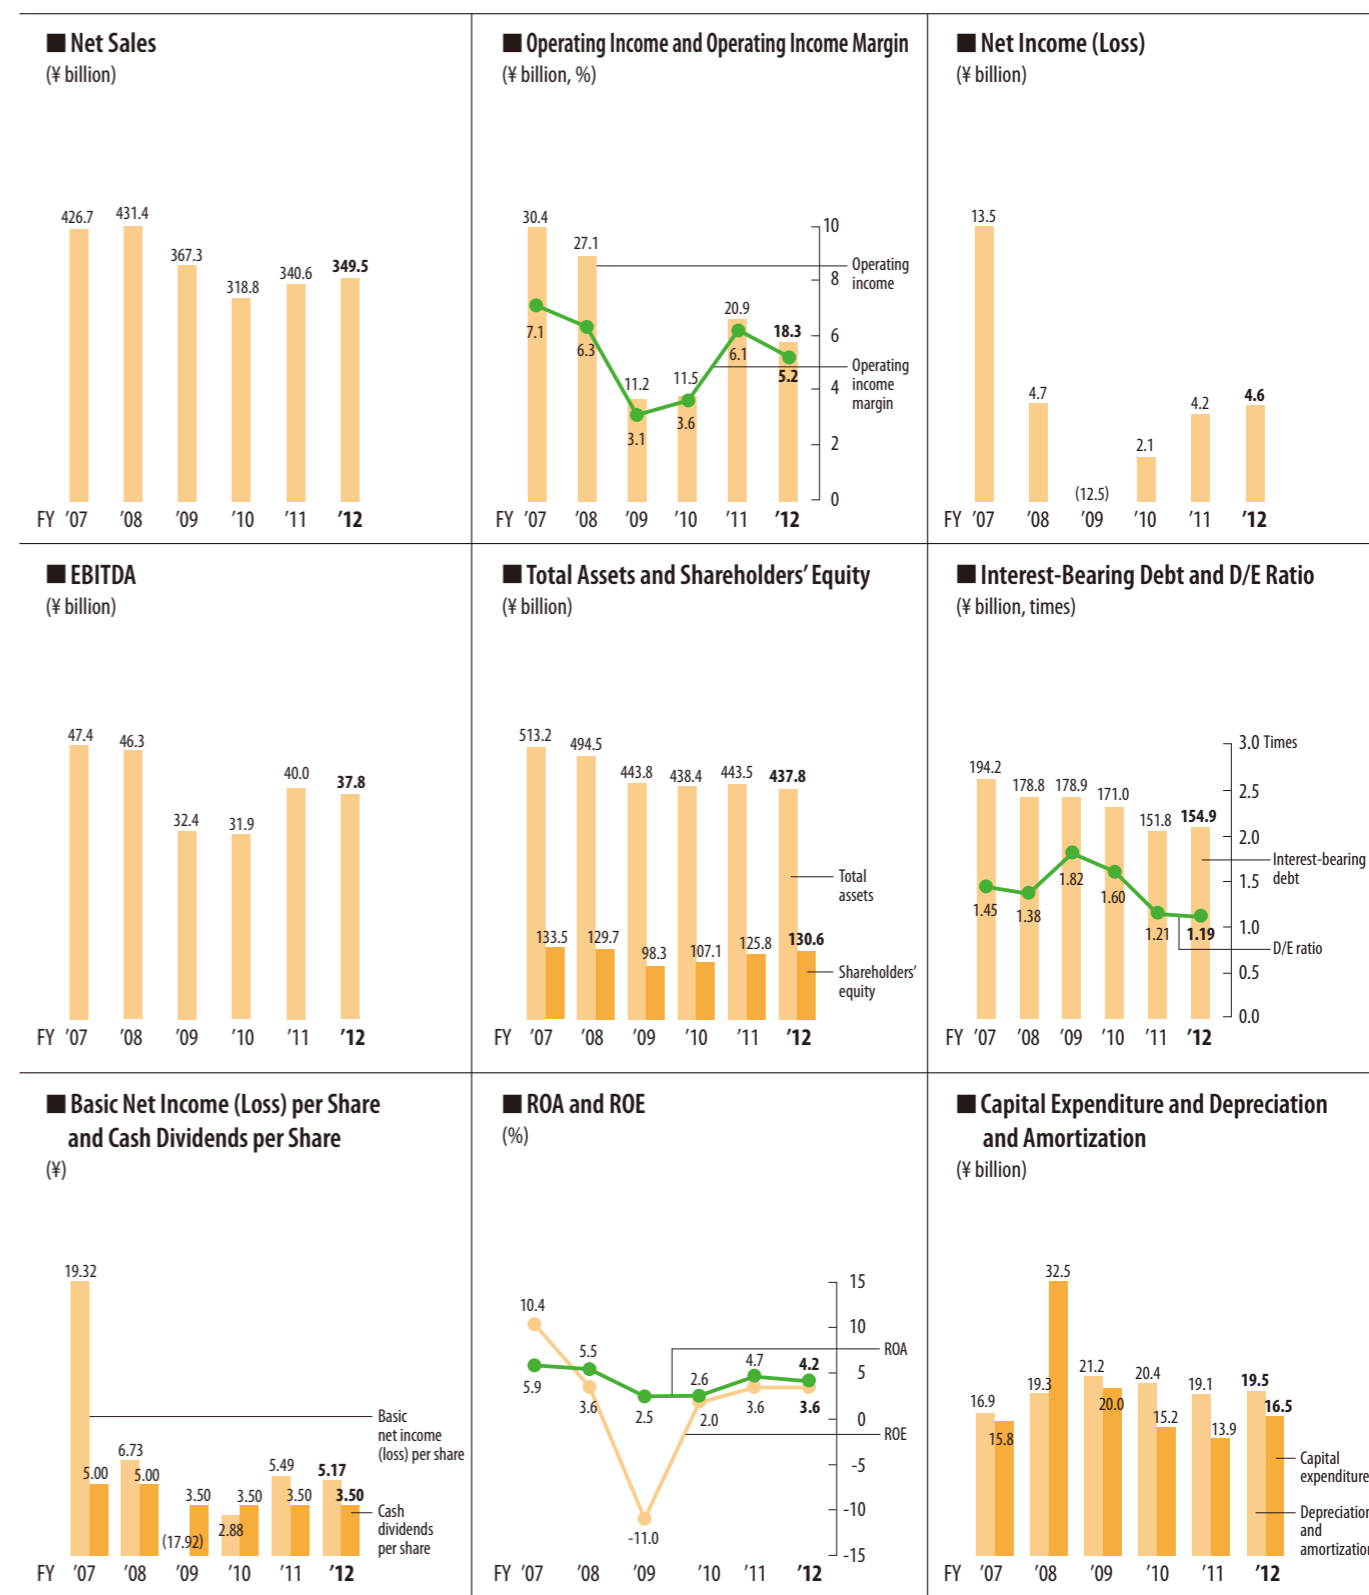 ■ Net Sales
(¥ billion)
426.7
431.4
367.3
318.8
340.6
349.5
FY ’07 ’08 ’09 ’10 ’11 ’12
■ Operating Income and Operating Income Margin
(¥ billion, %)
30.4
27.1
11.2
11.5
20.9
18.3
7.1
6.3
3.1
3.6
6.1
5.2
10
8
6
4
2
0
Operating
income
Operating
income
margin
FY ’07 ’08 ’09 ’10 ’11 ’12
■ Net Income (Loss)
(¥ billion)
13.5
4.7
(12.5)
2.1
4.2
4.6
FY ’07 ’08 ’09 ’10 ’11 ’12
■ EBITDA
(¥ billion)
47.4
46.3
32.4
31.9
40.0
37.8
FY ’07 ’08 ’09 ’10 ’11 ’12
■ Total Assets and Shareholders’ Equity
(¥ billion)
513.2
494.5
443.8
438.4
443.5
437.8
133.5
129.7
98.3
107.1
125.8
130.6
Total
assets
Shareholders’
equity
FY ’07 ’08 ’09 ’10 ’11 ’12
■ Interest-Bearing Debt and D/E Ratio
(¥ billion, times)
194.2
178.8
178.9
171.0
151.8
154.9
1.45
1.38
1.82
1.60
1.21
1.19
3.0 Times
2.5
2.0
1.5
1.0
0.5
0.0
Interest-bearing
debt
D/E ratio
FY ’07 ’08 ’09 ’10 ’11 ’12
■ Basic Net Income (Loss) per Share
and Cash Dividends per Share
(¥)
19.32
5.00
6.73
5.00
(17.92)
3.50
2.88
3.50
5.49
3.50
5.17
3.50
Basic
net income
(loss) per share
Cash
dividends
per share
FY ’07 ’08 ’09 ’10 ’11 ’12
■ ROA and ROE
(%)
10.4
5.9
5.5
3.6
2.5
-11.0
2.6
2.0
4.7
3.6
4.2
3.6
15
10
5
0
-5
-10
-15
ROA
ROE
FY ’07 ’08 ’09 ’10 ’11 ’12
■ Capital Expenditure and Depreciation
and Amortization
(¥ billion)
16.9
15.8
19.3
32.5
21.2
20.0
20.4
15.2
19.1
13.9
19.5
16.5
Capital
expenditure
Depreciation
and
amortization
FY ’07 ’08 ’09 ’10 ’11 ’12